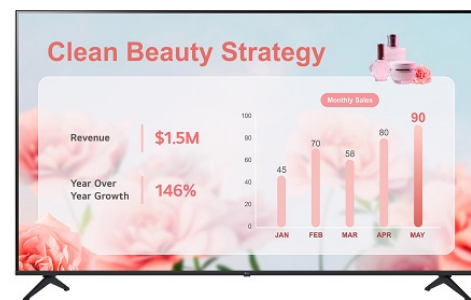 Clean Beauty Strategy
Monthly Sales
Revenue
$1.5M
Year Over
Year Growth
146%
100
80
60
40
20
0
45
70
58
80
90
JAN FEB MAR APR MAY